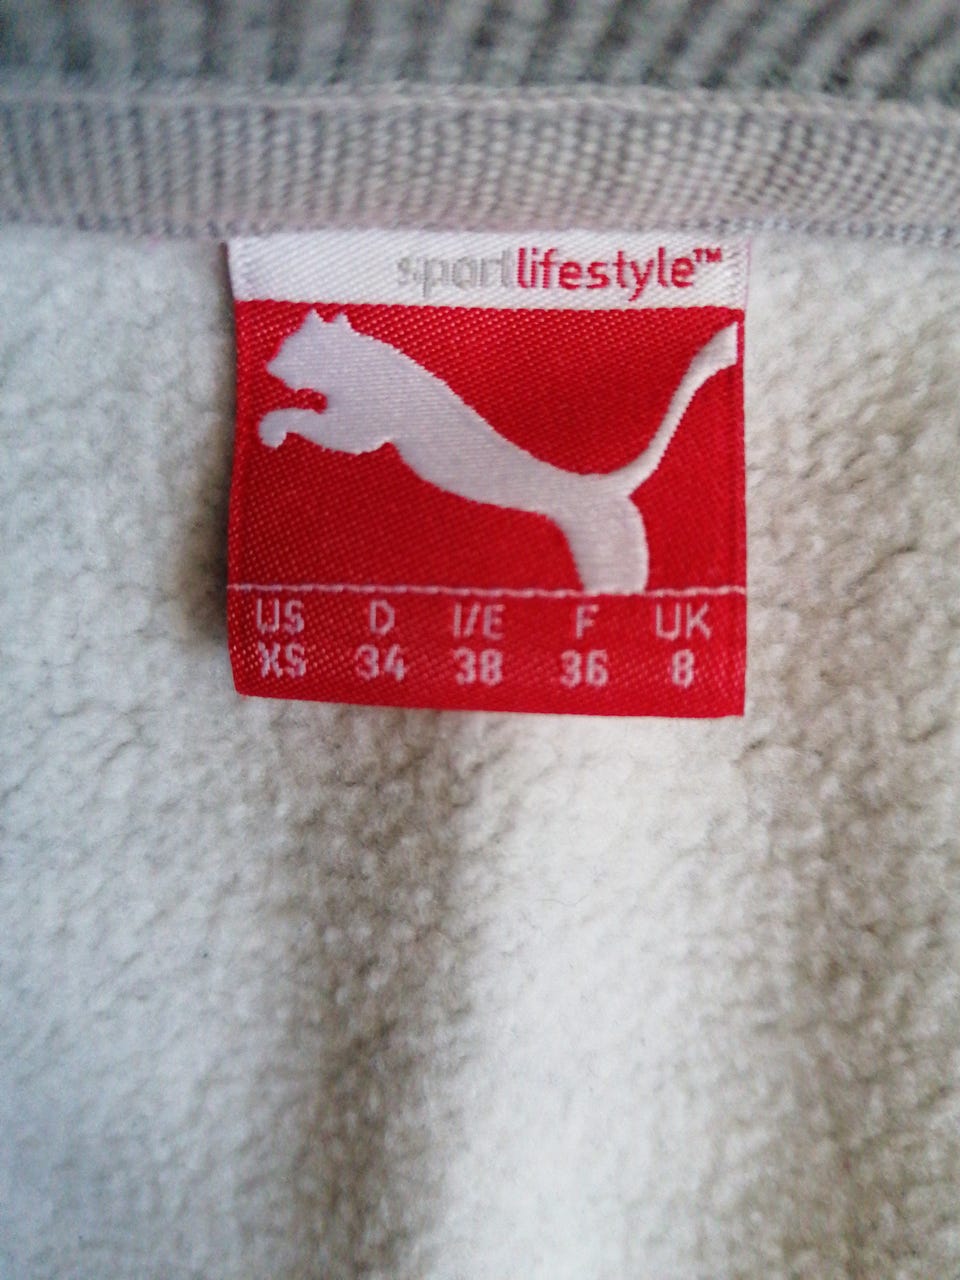 sportlifestyle™
US D I/E F UK
XS 34 38 36 8